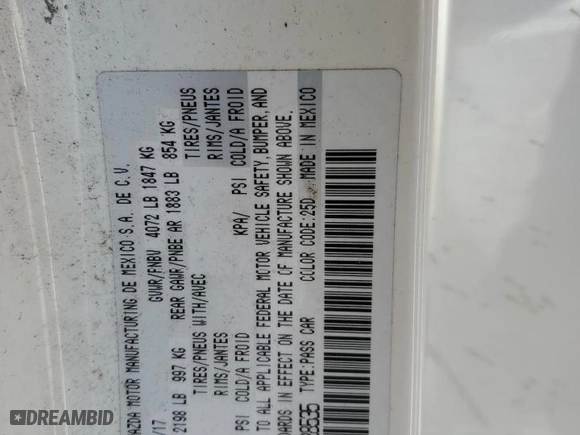 AZDA MOTOR MANUFACTURING DE MEXICO S.A. DE C.V.
/17 GVWR/PNBV 4072 LB 1847 KG
2198 LB 997 KG REAR GAWR/PNBE AR 1883 LB 854 KG
TIRES/PNEUS WITH/AVEC TIRES/PNEUS
RIMS/JANTES RIMS/JANTES
PSI COLD/A FROID KPA/ PSI COLD/A FROID
TO ALL APPLICABLE FEDERAL MOTOR VEHICLE SAFETY, BUMPER, AND
ARDS IN EFFECT ON THE DATE OF MANUFACTURE SHOWN ABOVE.
28535 TYPE:PASS CAR COLOR CODE:25D MADE IN MEXICO
DREAMBID